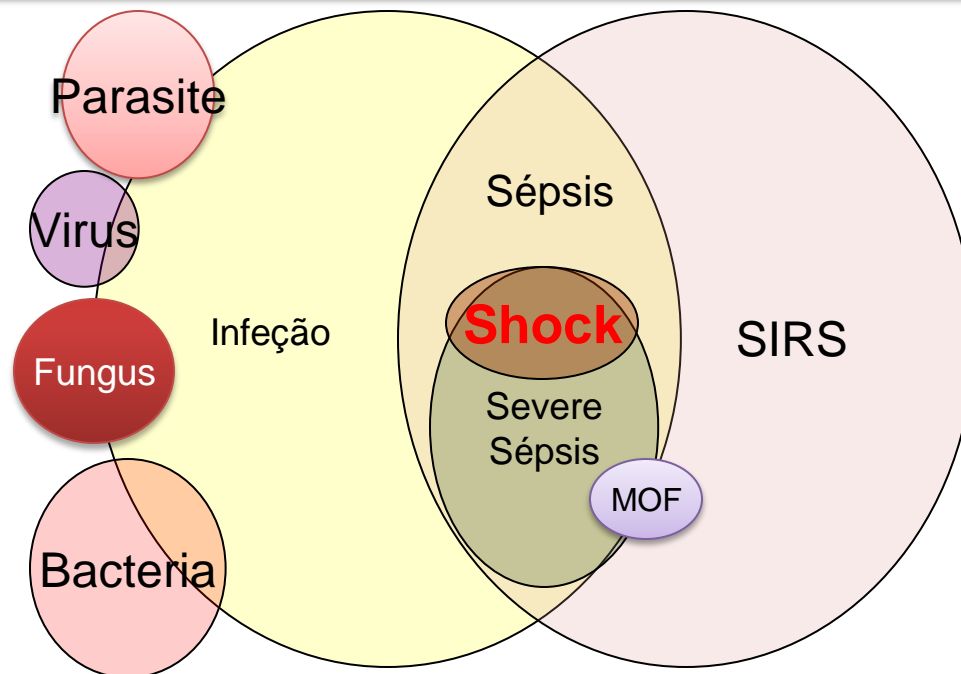 Parasite
Virus
Fungus
Bacteria
Infeção
Sépsis
Shock
Severe
Sépsis
MOF
SIRS